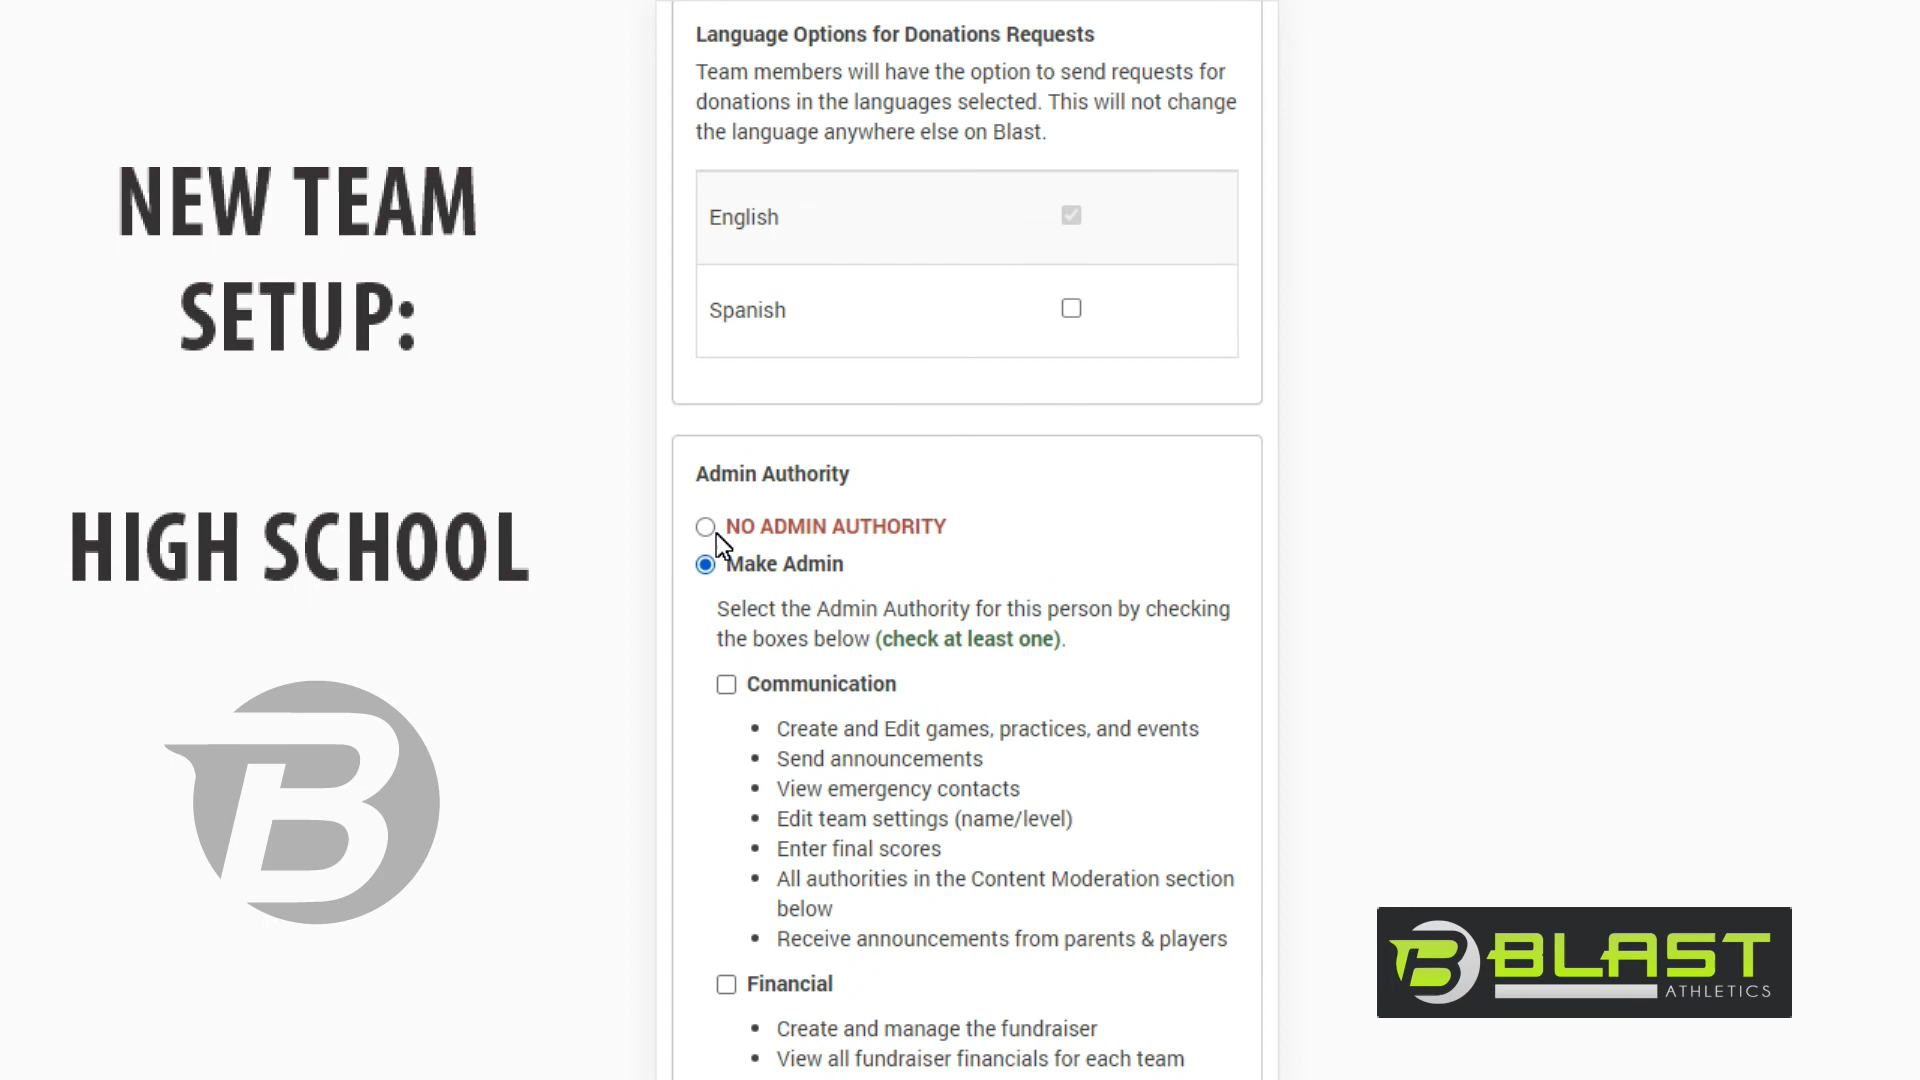 NEW TEAM
SETUP:
HIGH SCHOOL
Language Options for Donations Requests
Team members will have the option to send requests for
donations in the languages selected. This will not change
the language anywhere else on Blast.
English
Spanish
Admin Authority
NO ADMIN AUTHORITY
Make Admin
Select the Admin Authority for this person by checking
the boxes below (check at least one).
Communication
• Create and Edit games, practices, and events
• Send announcements
• View emergency contacts
• Edit team settings (name/level)
• Enter final scores
• All authorities in the Content Moderation section
below
• Receive announcements from parents & players
Financial
• Create and manage the fundraiser
• View all fundraiser financials for each team
B
B BLAST
ATHLETICS